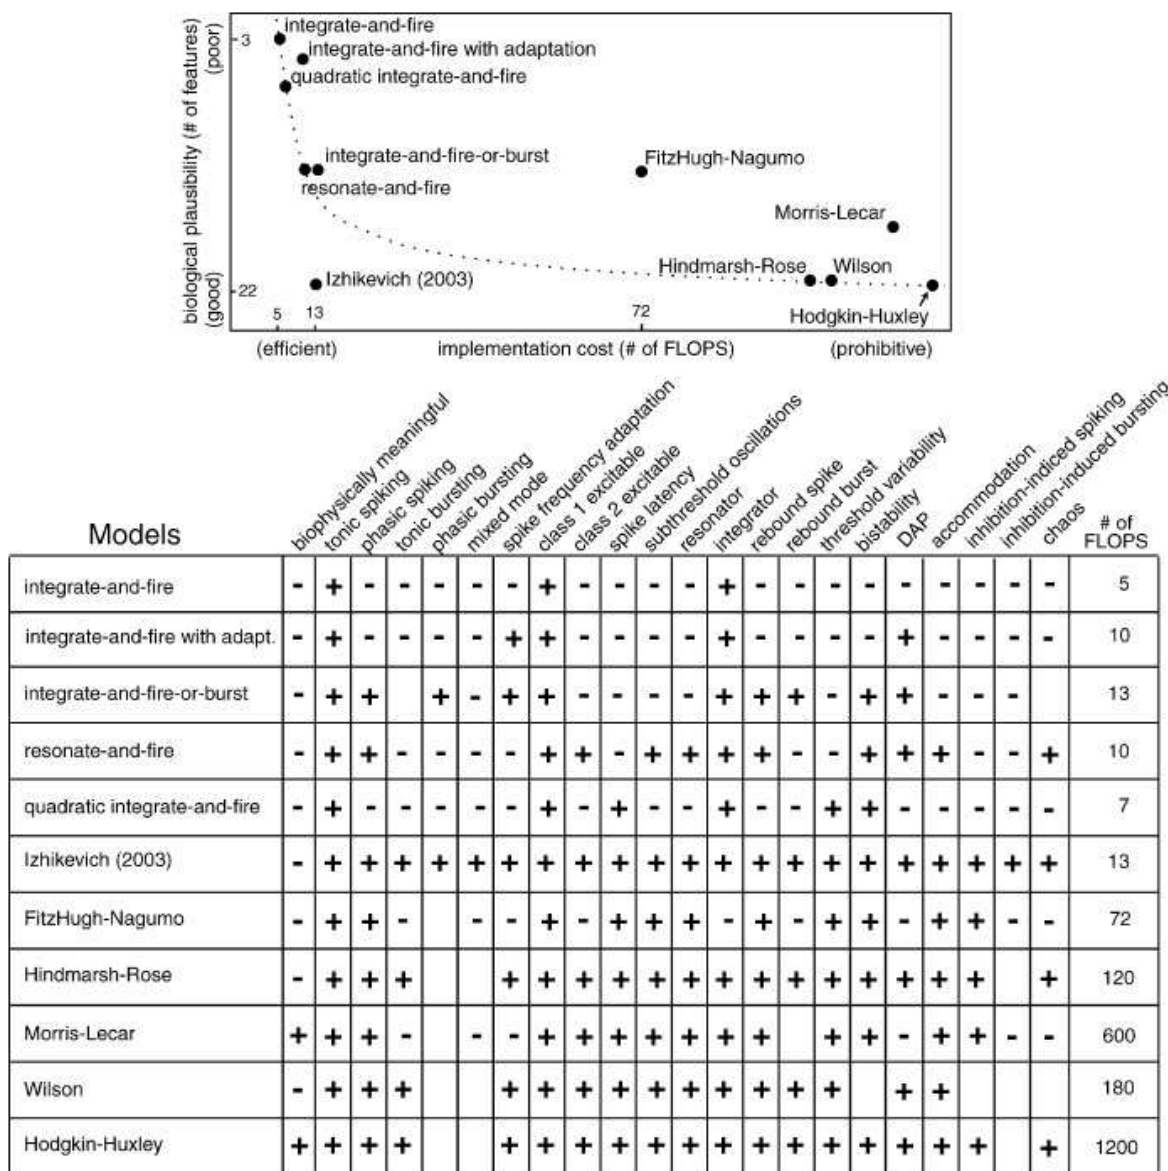 integrate-and-fire
3
integrate-and-fire with adaptation
quadratic integrate-and-fire
integrate-and-fire-or-burst
FitzHugh-Nagumo
resonate-and-fire
Morris-Lecar
Hindmarsh-Rose
Wilson
Izhikevich (2003)
22
Hodgkin-Huxley
biological plausibility (# of features)
(good)
(poor)
5 13 72
(efficient) implementation cost (# of FLOPS) (prohibitive)
Models
biophysically meaningful
tonic spiking
phasic spiking
tonic bursting
phasic bursting
mixed mode
spike frequency adaptation
class 1 excitable
class 2 excitable
spike latency
subthreshold oscillations
resonator
integrator
rebound spike
rebound burst
threshold variability
bistability
DAP
accommodation
inhibition-indiced spiking
inhibition-induced bursting
chaos
# of
FLOPS
integrate-and-fire - + - - - - - + - - - - + - - - - - - - - - 5
integrate-and-fire with adapt. - + - - - - + + - - - - + - - - - + - - - - 10
integrate-and-fire-or-burst - + + + - + + - - - - + + + - + + - - - 13
resonate-and-fire - + + - - - - + + - + + + + - - + + + - - + 10
quadratic integrate-and-fire - + - - - - - + - + - - + - - + + - - - - - 7
Izhikevich (2003) - + + + + + + + + + + + + + + + + + + + + + 13
FitzHugh-Nagumo - + + - - - + - + + + - + - + + - + + - - 72
Hindmarsh-Rose - + + + + + + + + + + + + + + + + + + 120
Morris-Lecar + + + - - - + + + + + + + + + - + + - - 600
Wilson - + + + + + + + + + + + + + + + 180
Hodgkin-Huxley + + + + + + + + + + + + + + + + + + + 1200